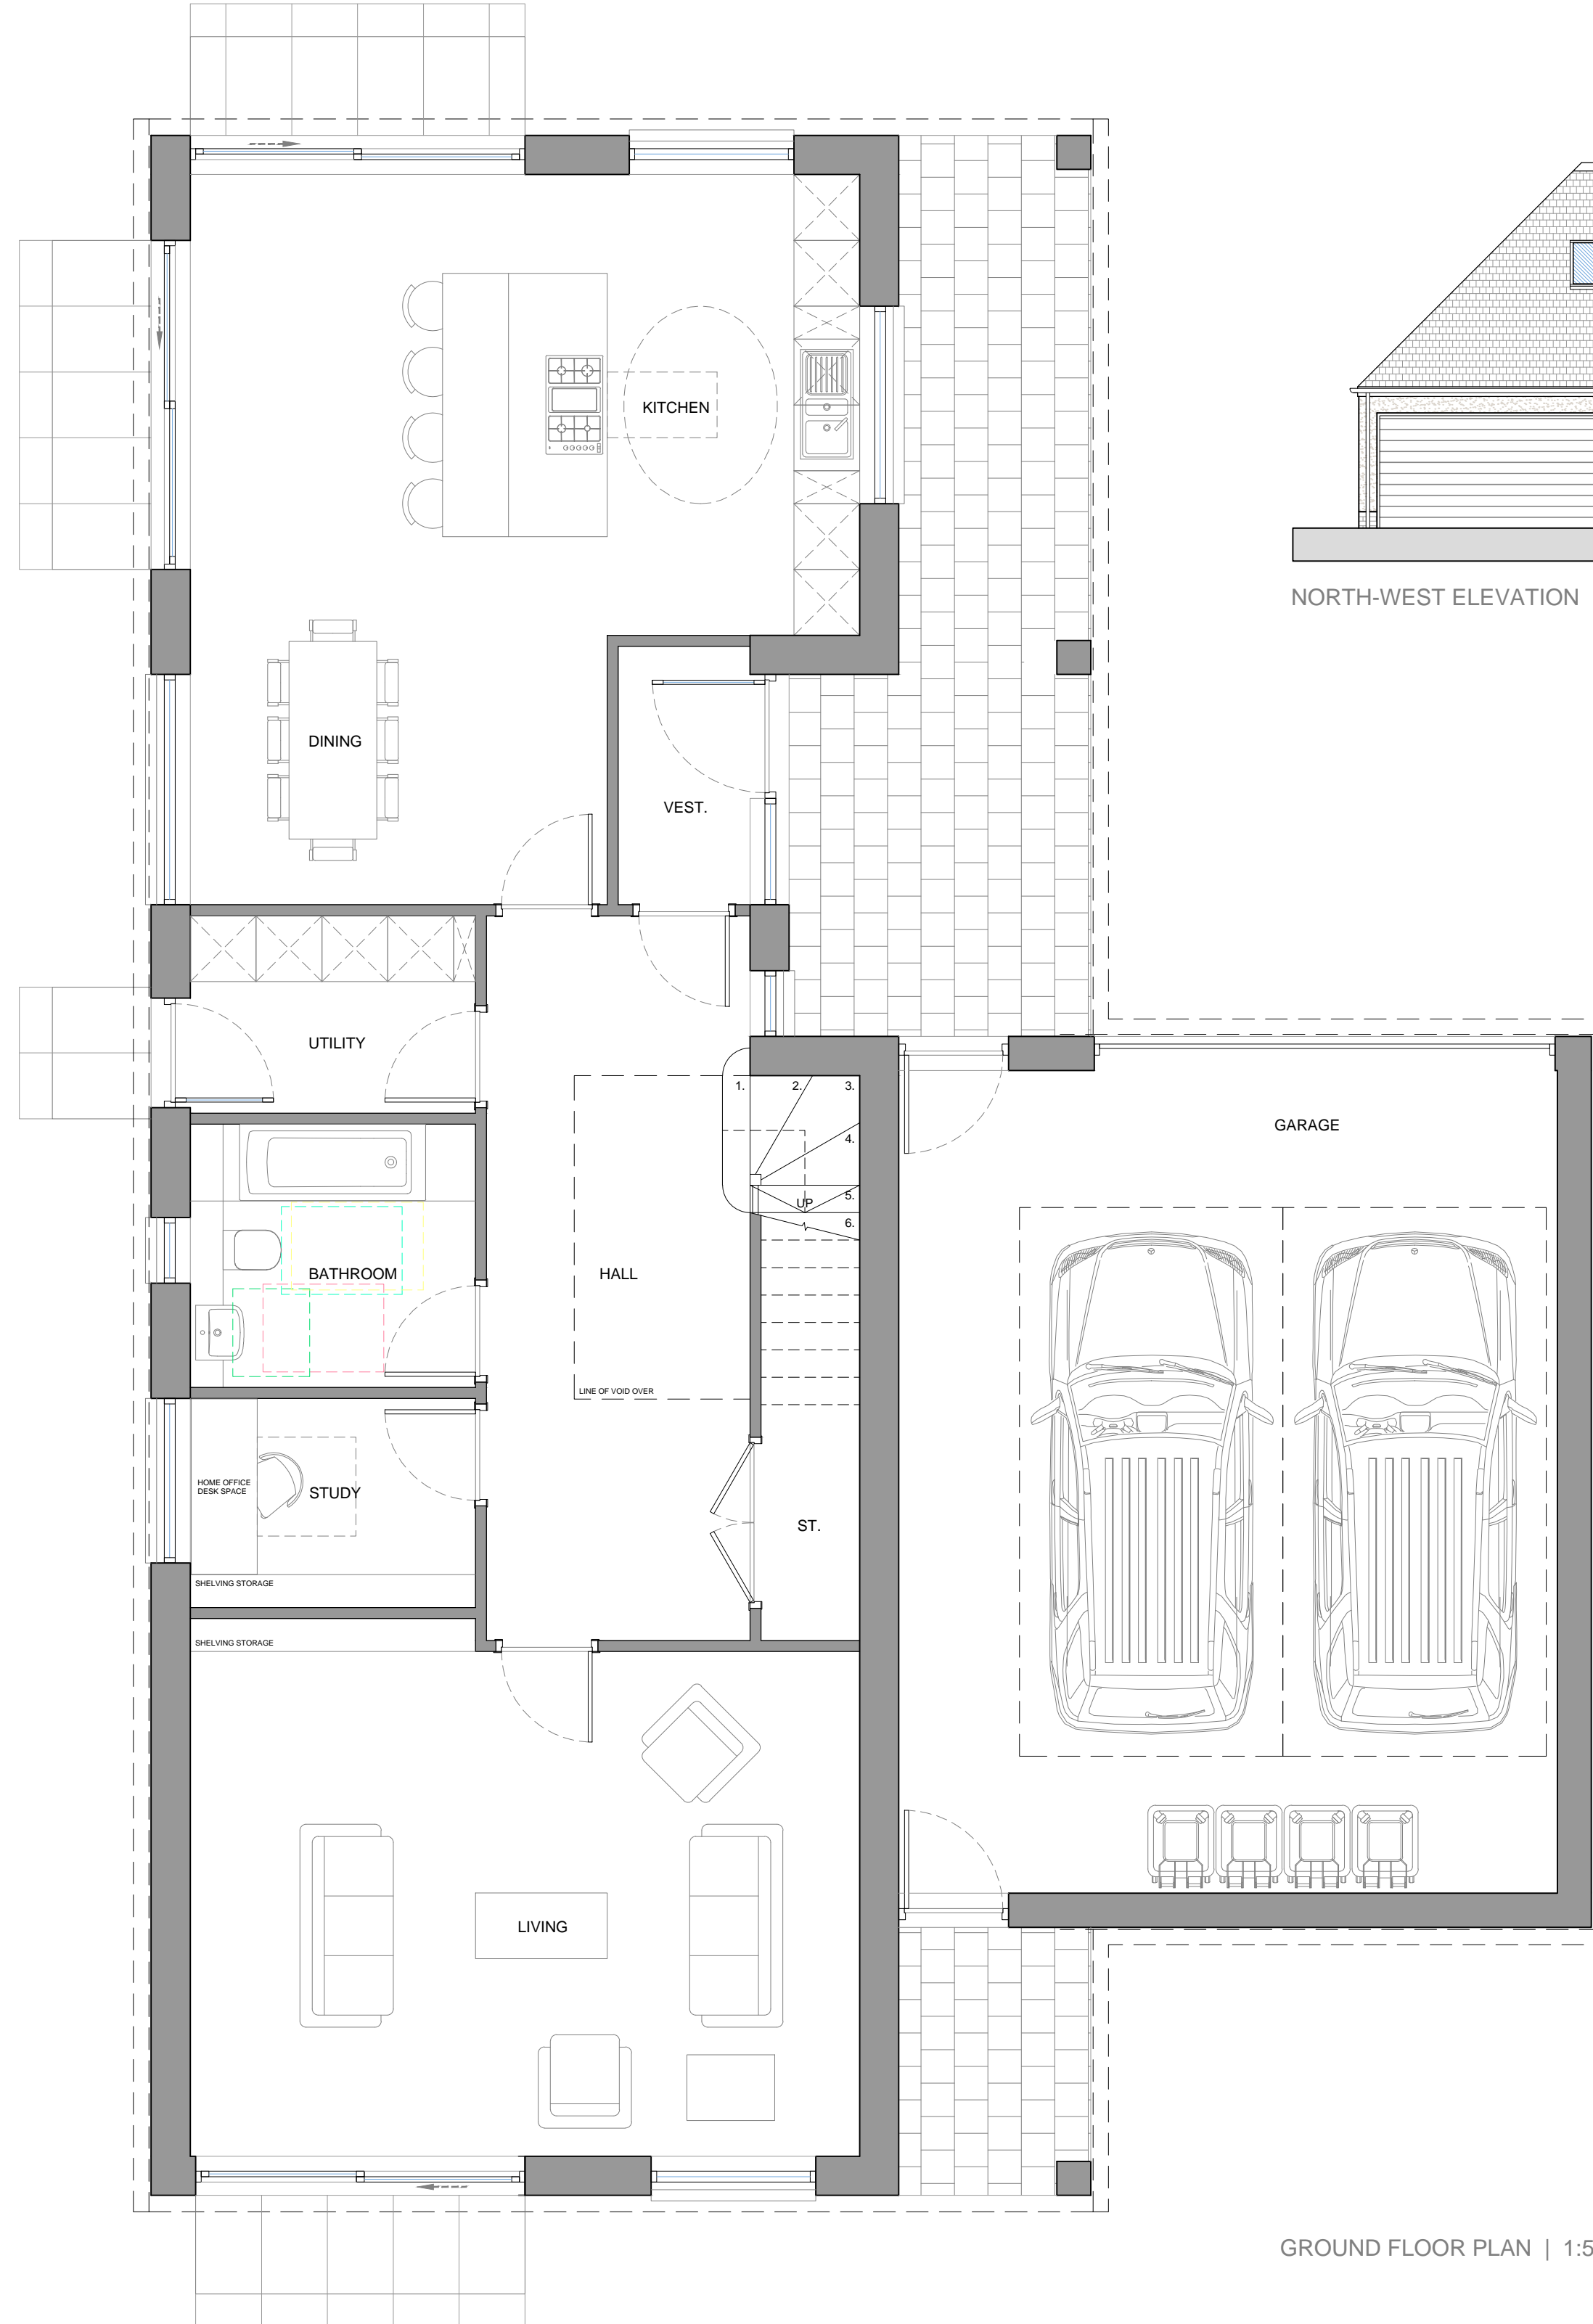 KITCHEN
NORTH-WEST ELEVATION
DINING
VEST.
UTILITY
1.
2.
3.
4.
UP
5.
6.
GARAGE
BATHROOM
HALL
LINE OF VOID OVER
HOME OFFICE
DESK SPACE
STUDY
ST.
SHELVING STORAGE
SHELVING STORAGE
LIVING
GROUND FLOOR PLAN | 1:5